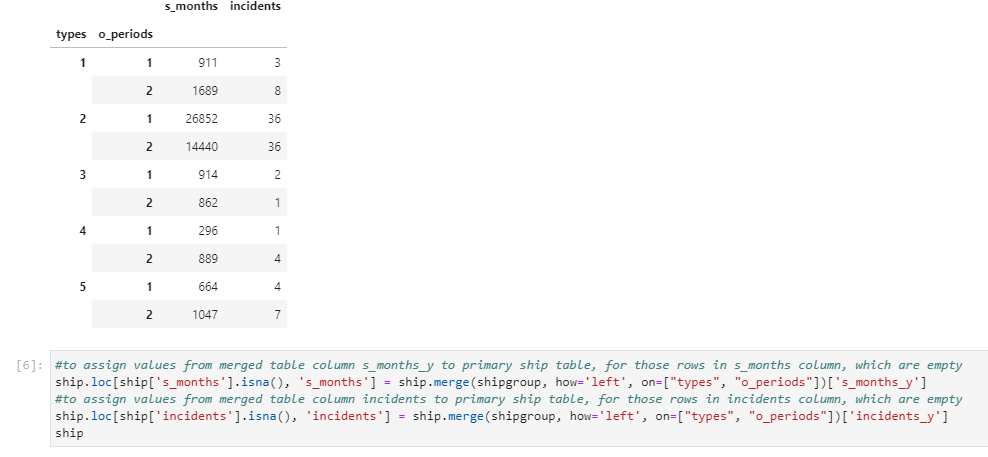 s_months incidents
types o_periods
1 1 911 3
2 1689 8
2 1 26852 36
2 14440 36
3 1 914 2
2 862 1
4 1 296 1
2 889 4
5 1 664 4
2 1047 7
[6]: #to assign values from merged table column s_months_y to primary ship table, for those rows in s_months column, which are empty
ship.loc[ship['s_months'].isna(), 's_months'] = ship.merge(shipgroup, how='left', on=["types", "o_periods"])['s_months_y']
#to assign values from merged table column incidents to primary ship table, for those rows in incidents column, which are empty
ship.loc[ship['incidents'].isna(), 'incidents'] = ship.merge(shipgroup, how='left', on=["types", "o_periods"])['incidents_y']
ship